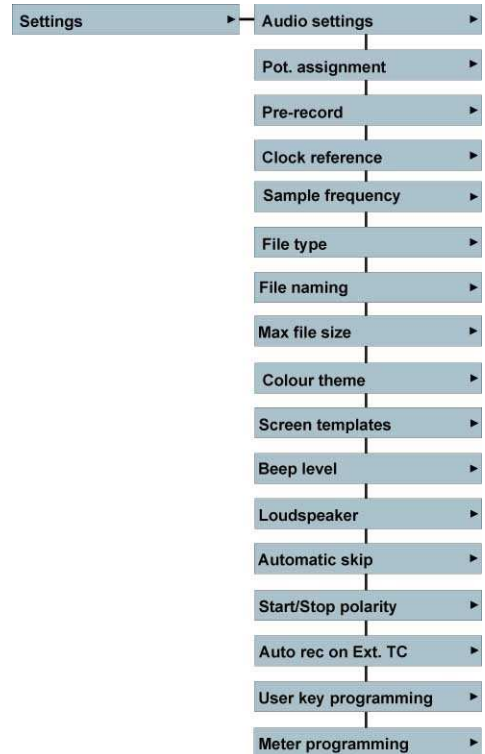 Settings
Audio settings
Pot. assignment
Pre-record
Clock reference
Sample frequency
File type
File naming
Max file size
Colour theme
Screen templates
Beep level
Loudspeaker
Automatic skip
Start/Stop polarity
Auto rec on Ext. TC
User key programming
Meter programming